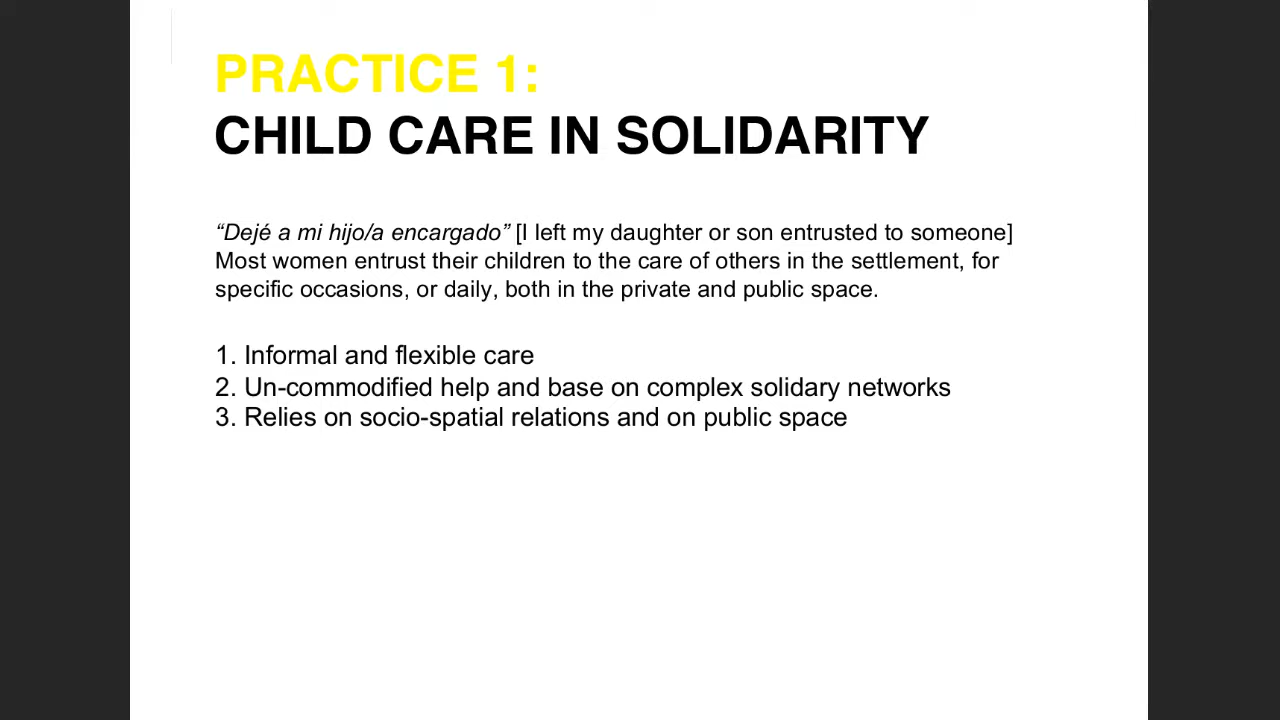 PRACTICE 1:
CHILD CARE IN SOLIDARITY
“Dejé a mi hijo/a encargado” [I left my daughter or son entrusted to someone]
Most women entrust their children to the care of others in the settlement, for
specific occasions, or daily, both in the private and public space.
1. Informal and flexible care
2. Un-commodified help and base on complex solidary networks
3. Relies on socio-spatial relations and on public space